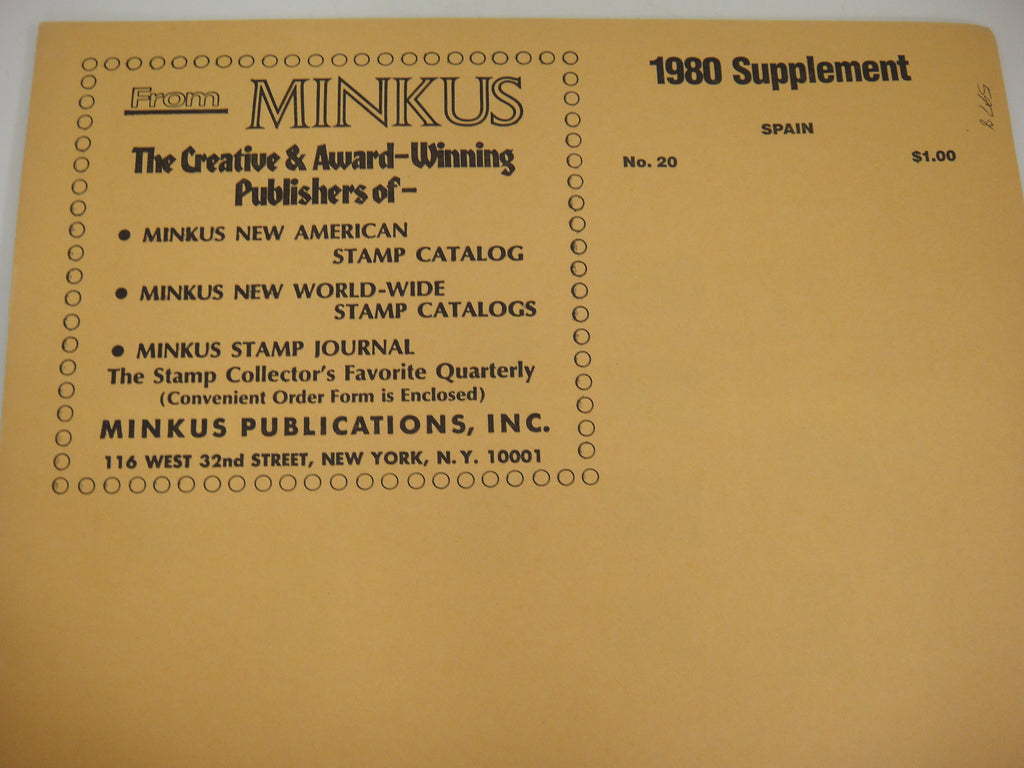 From MINKUS
The Creative & Award-Winning
Publishers of-
● MINKUS NEW AMERICAN
STAMP CATALOG
● MINKUS NEW WORLD-WIDE
STAMP CATALOGS
● MINKUS STAMP JOURNAL
The Stamp Collector's Favorite Quarterly
(Convenient Order Form is Enclosed)
MINKUS PUBLICATIONS, INC.
116 WEST 32nd STREET, NEW YORK, N.Y. 10001
1980 Supplement
SPAIN
No. 20 $1.00